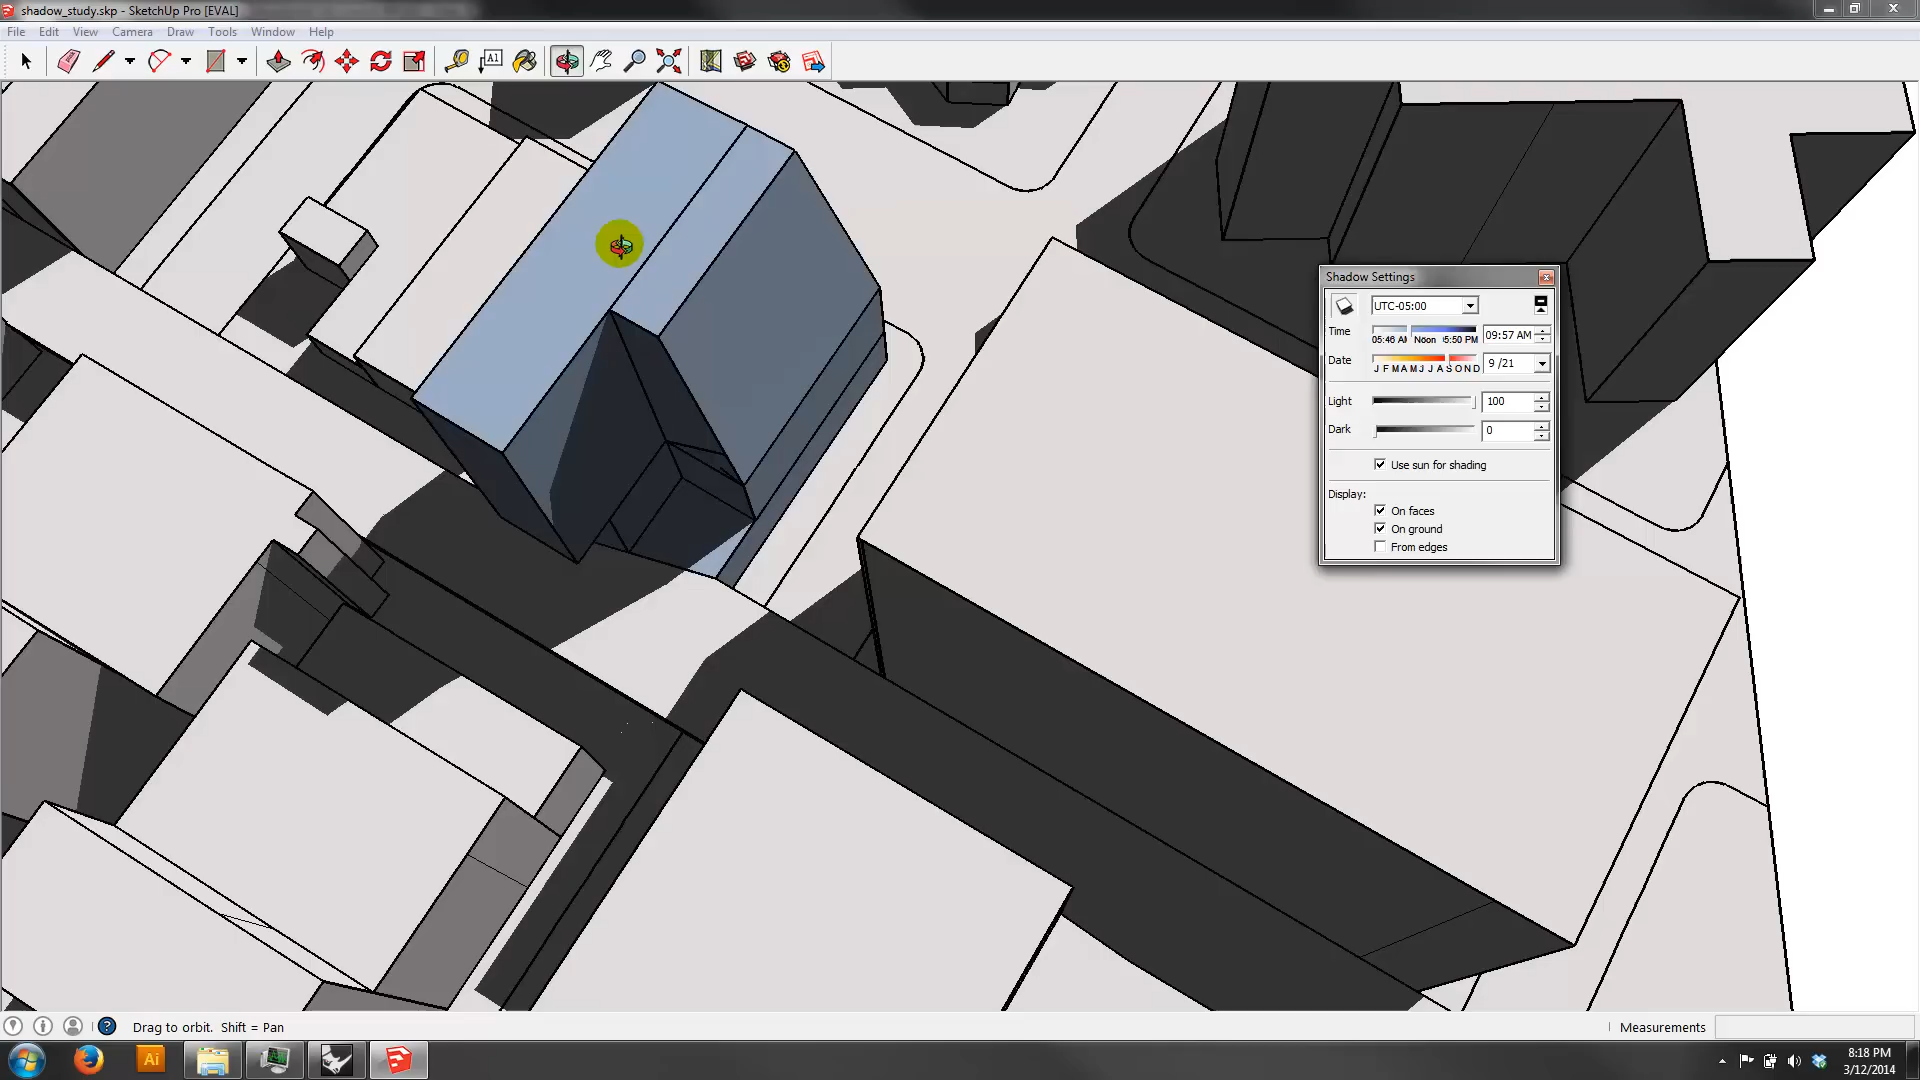 shadow_study.skp - SketchUp Pro [EVAL]
File Edit View Camera Draw Tools Window Help
A1
Shadow Settings
UTC-05:00
Time
05:46 AM Noon 05:50 PM
09:57 AM
Date
J F M A M J J A S O N D
9 /21
Light
100
Dark
0
Use sun for shading
Display:
On faces
On ground
From edges
Drag to orbit. Shift = Pan
Measurements
Ai
8:18 PM
3/12/2014